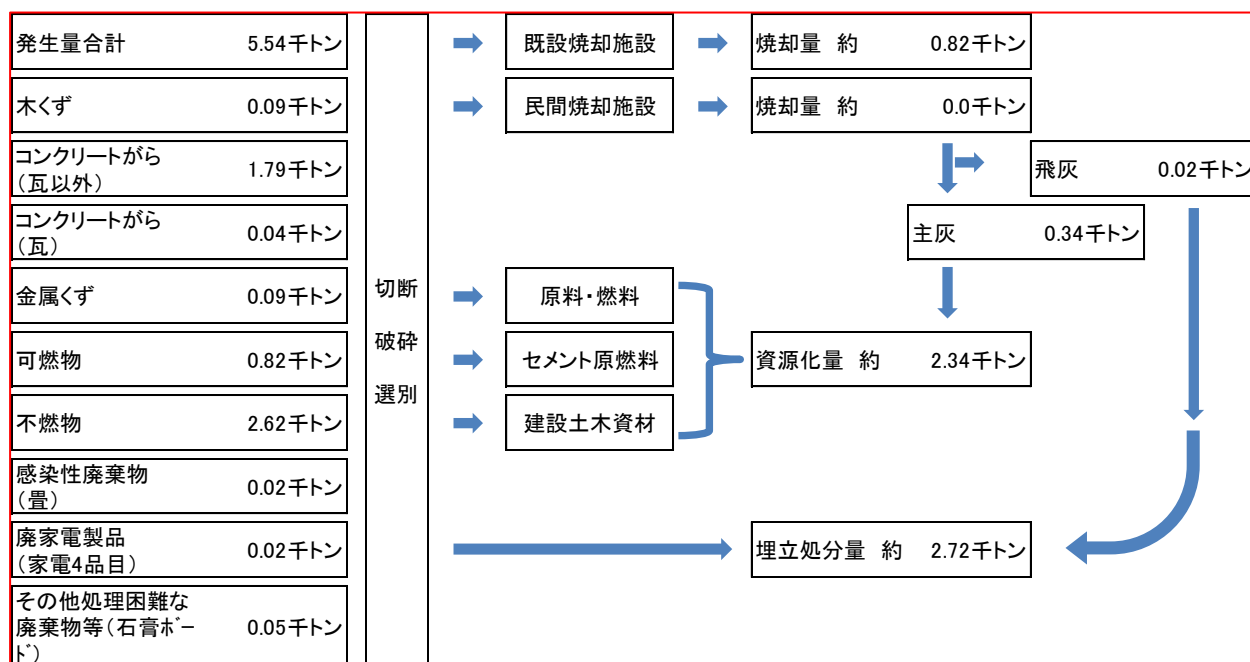 発生量合計 5.54千トン
既設焼却施設
焼却量 約 0.82千トン
木くず 0.09千トン
民間焼却施設
焼却量 約 0.0千トン
コンクリートがら
(瓦以外) 1.79千トン
飛灰 0.02千トン
コンクリートがら
(瓦) 0.04千トン
主灰 0.34千トン
切断
破砕
選別
金属くず 0.09千トン
原料・燃料
可燃物 0.82千トン
セメント原燃料
資源化量 約 2.34千トン
不燃物 2.62千トン
建設土木資材
感染性廃棄物
(畳) 0.02千トン
廃家電製品
(家電4品目) 0.02千トン
埋立処分量 約 2.72千トン
その他処理困難な
廃棄物等(石膏ボー
ド) 0.05千トン